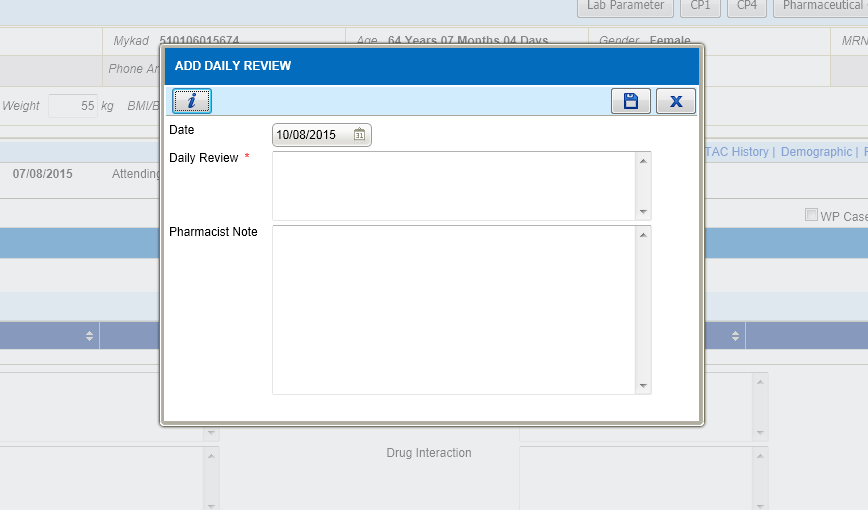 Lab Parameter CP1 CP4 Pharmaceutical
Mykad 510106015674 Age 64 Years 07 Months 04 Days Gender Female MRN
Phone
ADD DAILY REVIEW
i
Weight 55 kg
Date 10/08/2015 31
Daily Review *
TAC History | Demographic |
07/08/2015 Attending
WP Case
Pharmacist Note
Drug Interaction